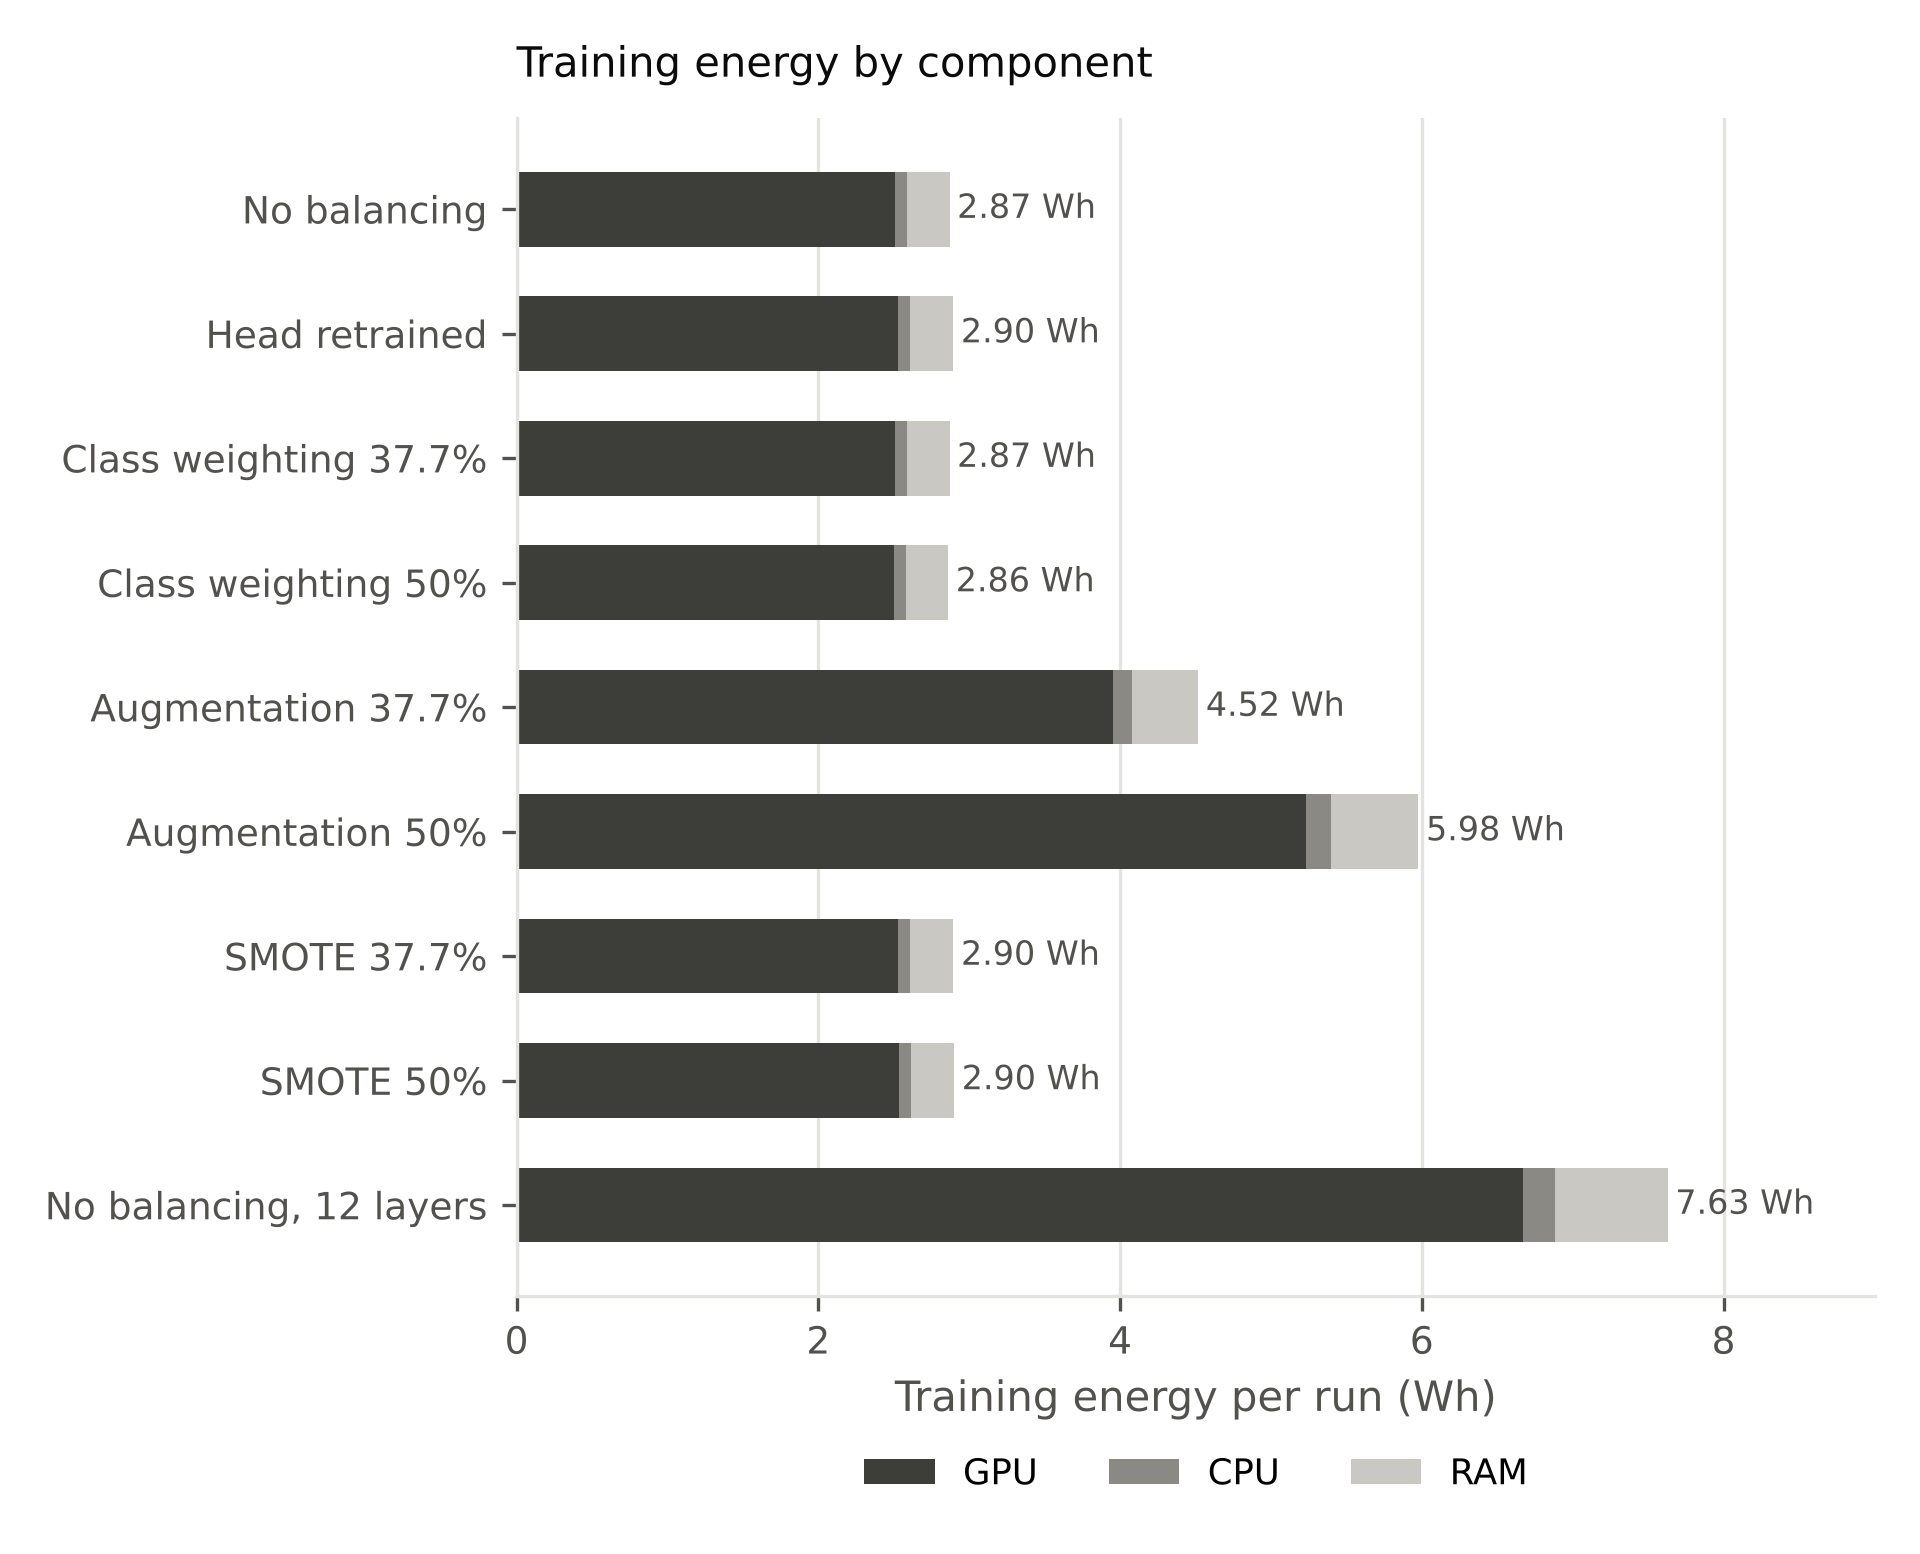 Training energy by component
No balancing
2.87 Wh
Head retrained
2.90 Wh
Class weighting 37.7%
2.87 Wh
Class weighting 50%
2.86 Wh
Augmentation 37.7%
4.52 Wh
Augmentation 50%
5.98 Wh
SMOTE 37.7%
2.90 Wh
SMOTE 50%
2.90 Wh
No balancing, 12 layers
7.63 Wh
0 2 4 6 8
Training energy per run (Wh)
GPU CPU RAM